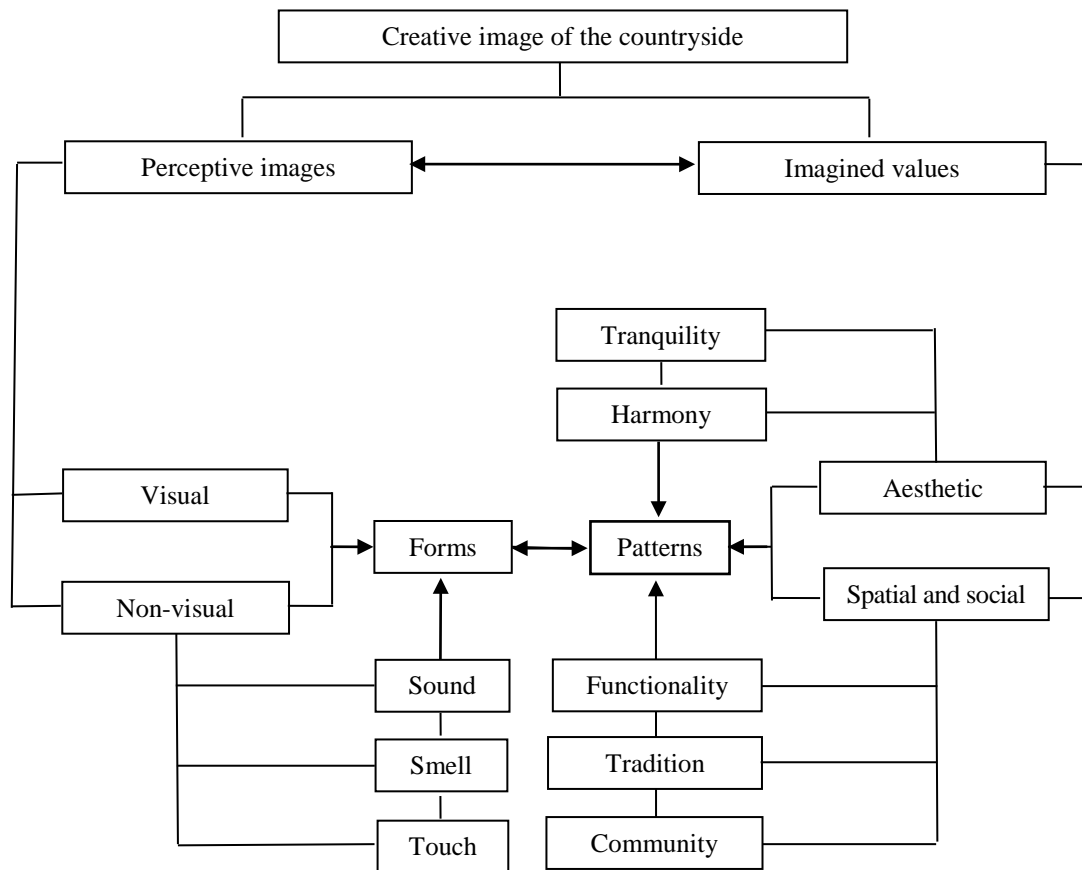 Creative image of the countryside
Perceptive images
Imagined values
Tranquility
Harmony
Visual
Aesthetic
Forms
Patterns
Non-visual
Spatial and social
Sound
Functionality
Smell
Tradition
Touch
Community